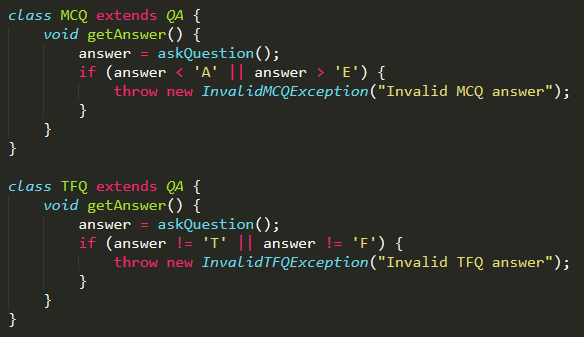 class MCQ extends QA {
    void getAnswer() {
        answer = askQuestion();
        if (answer < 'A' || answer > 'E') {
            throw new InvalidMCQException("Invalid MCQ answer");
        }
    }
}

class TFQ extends QA {
    void getAnswer() {
        answer = askQuestion();
        if (answer != 'T' || answer != 'F') {
            throw new InvalidTFQException("Invalid TFQ answer");
        }
    }
}